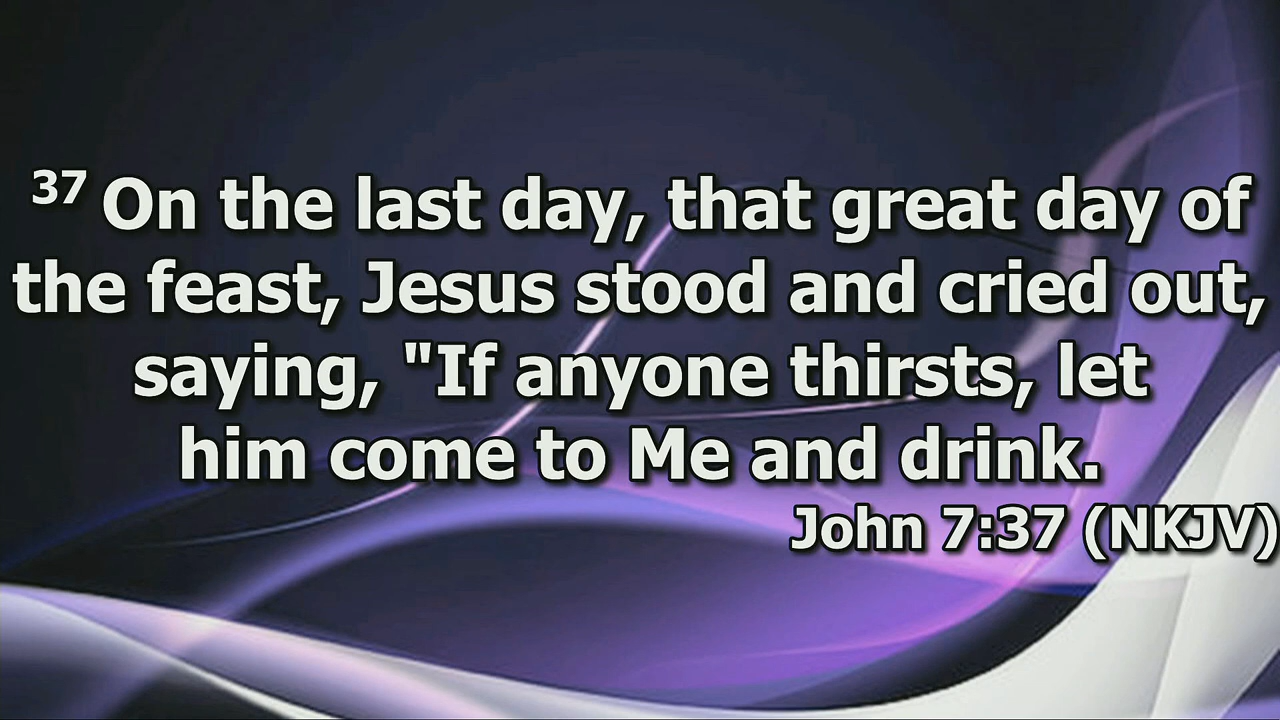 37 On the last day, that great day of
the feast, Jesus stood and cried out,
saying, "If anyone thirsts, let
him come to Me and drink.
John 7:37 (NKJV)